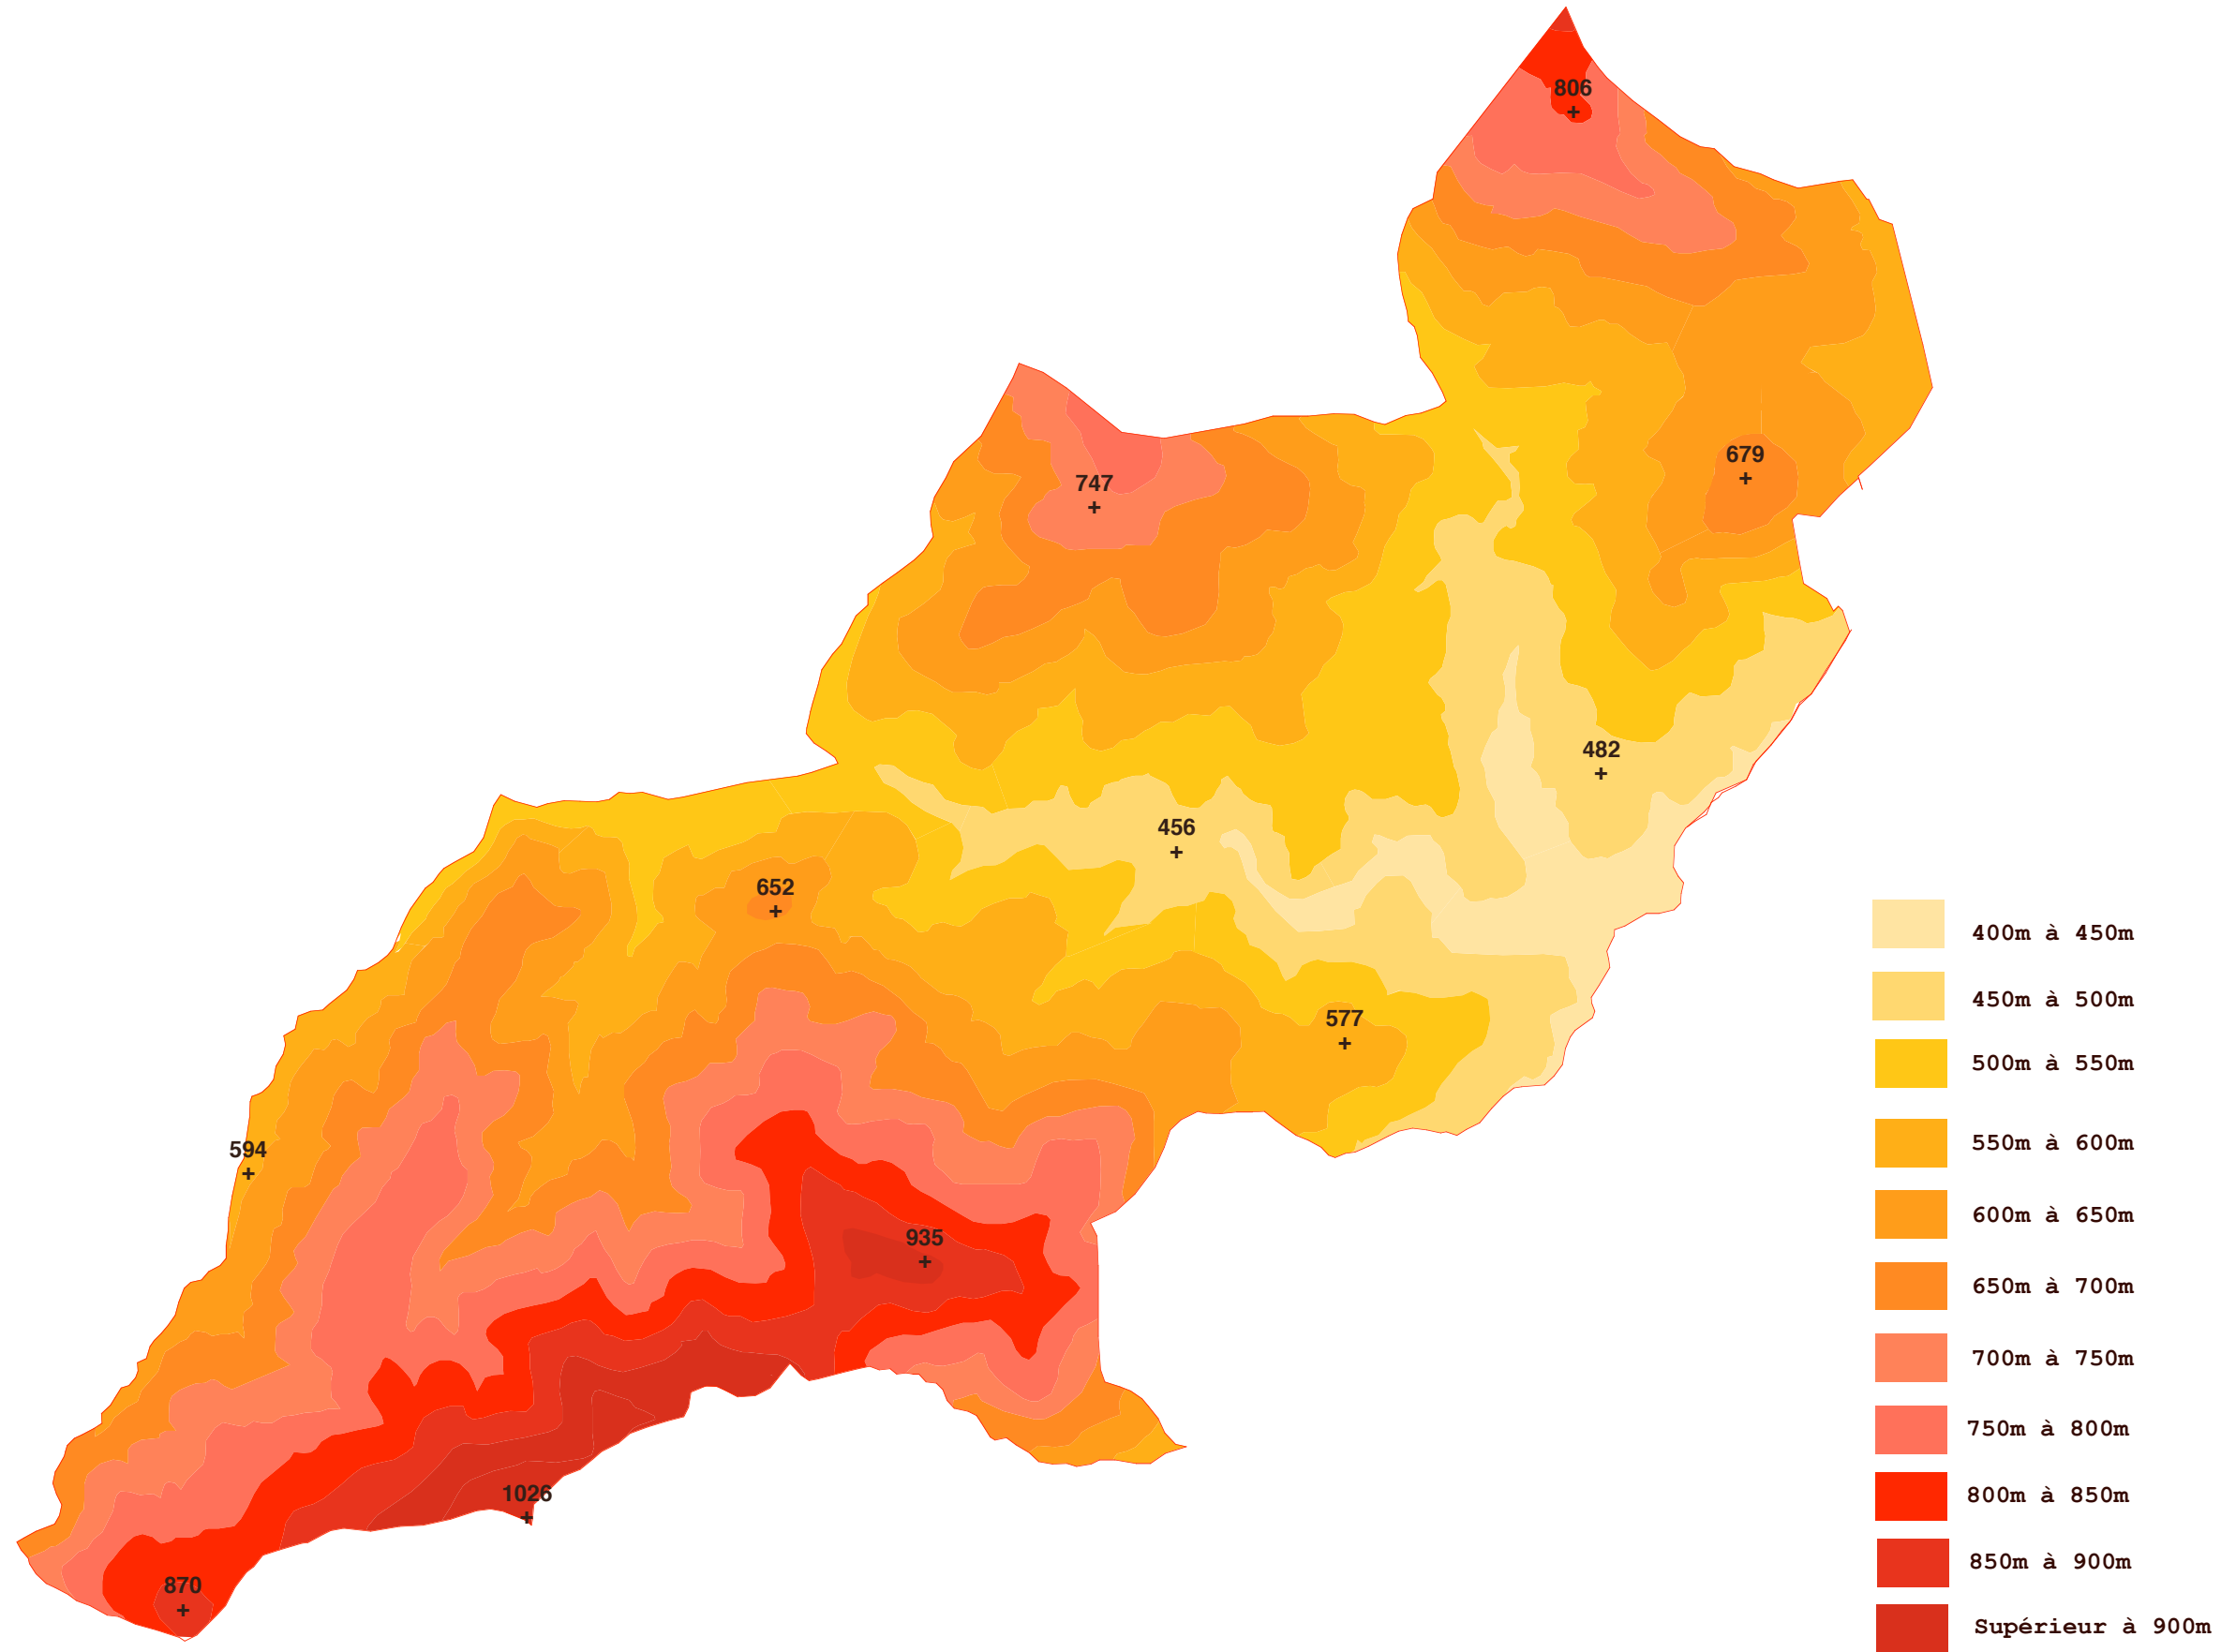 806
679
747
482
456
652
577
594
935
1026
870
400m à 450m
450m à 500m
500m à 550m
550m à 600m
600m à 650m
650m à 700m
700m à 750m
750m à 800m
800m à 850m
850m à 900m
Supérieur à 900m